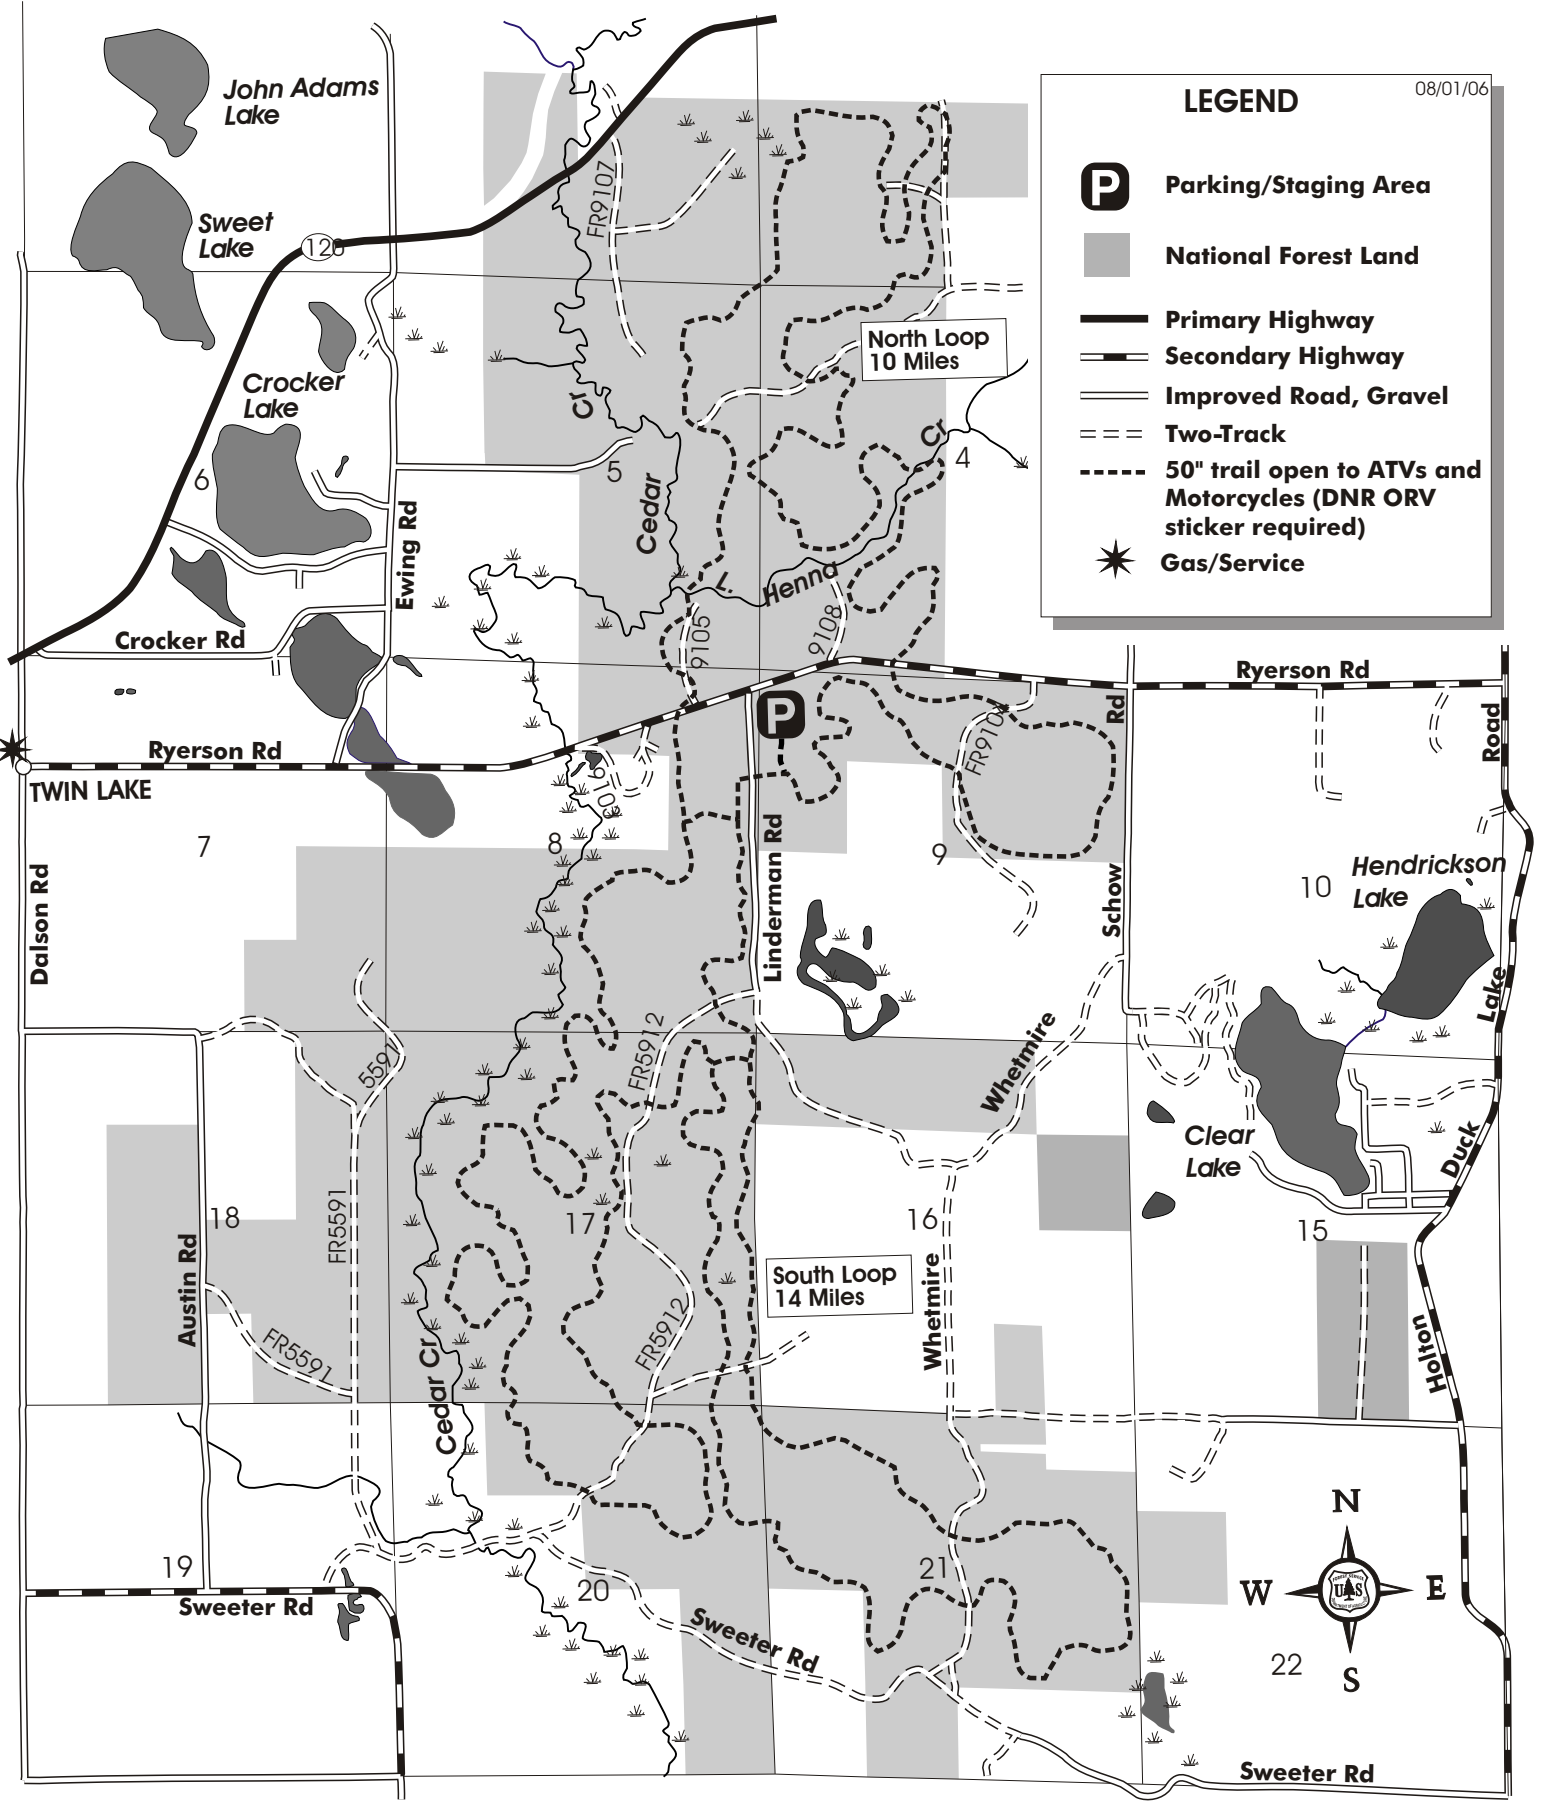 08/01/06
LEGEND
P
Parking/Staging Area
National Forest Land
Primary Highway
Secondary Highway
Improved Road, Gravel
Two-Track
50" trail open to ATVs and
Motorcycles (DNR ORV
sticker required)
Gas/Service
John Adams
Lake
Sweet
Lake
120
FR9107
North Loop
10 Miles
Crocker
Lake
Cr
Cr
6
5
4
Cedar
Ewing Rd
L.
Henna
9105
9108
Crocker Rd
Ryerson Rd
P
Rd
FR9107
Road
Ryerson Rd
TWIN LAKE
9105
Linderman Rd
7
8
9
10
Hendrickson
Lake
Dalson Rd
Schow
Lake
5591
FR5912
Whetmire
Clear
Lake
Duck
FR5591
18
17
16
15
Austin Rd
South Loop
14 Miles
Whetmire
FR5591
FR5912
Holton
Cedar Cr
N
19
20
21
W
U S
E
Sweeter Rd
Sweeter Rd
22
S
Sweeter Rd